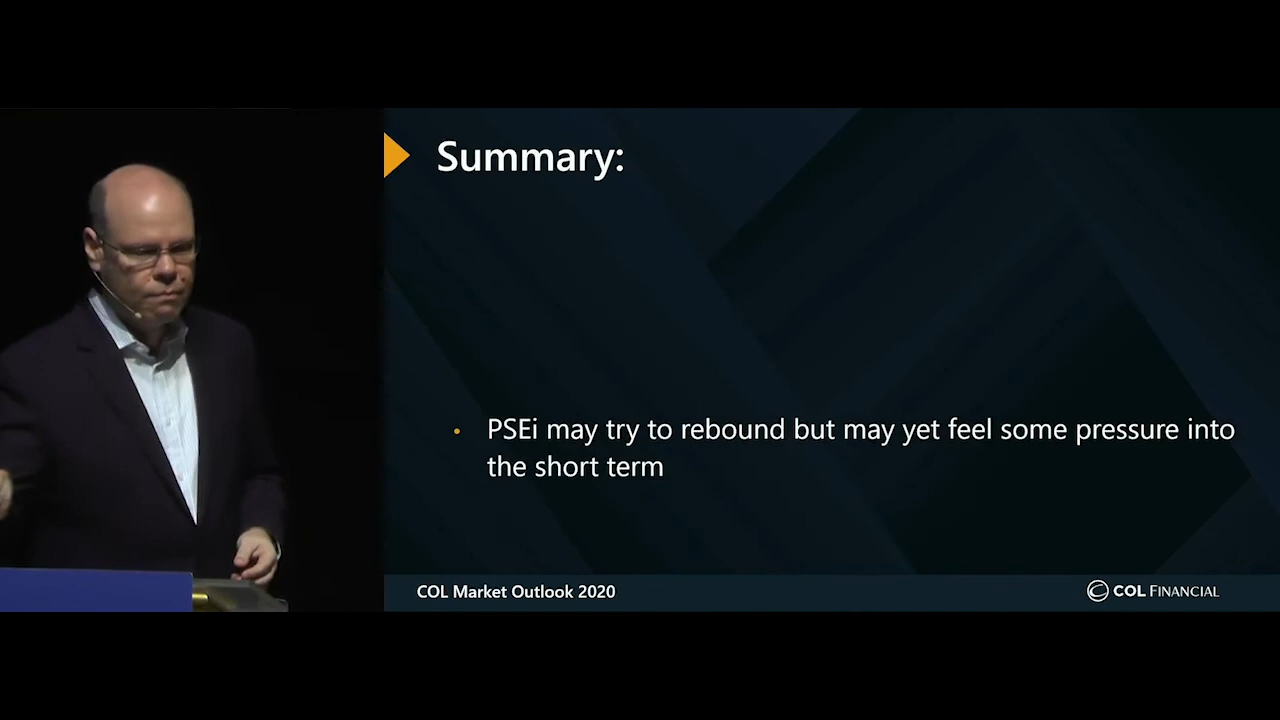 Summary:
• PSEi may try to rebound but may yet feel some pressure into
the short term
COL Market Outlook 2020
COL FINANCIAL